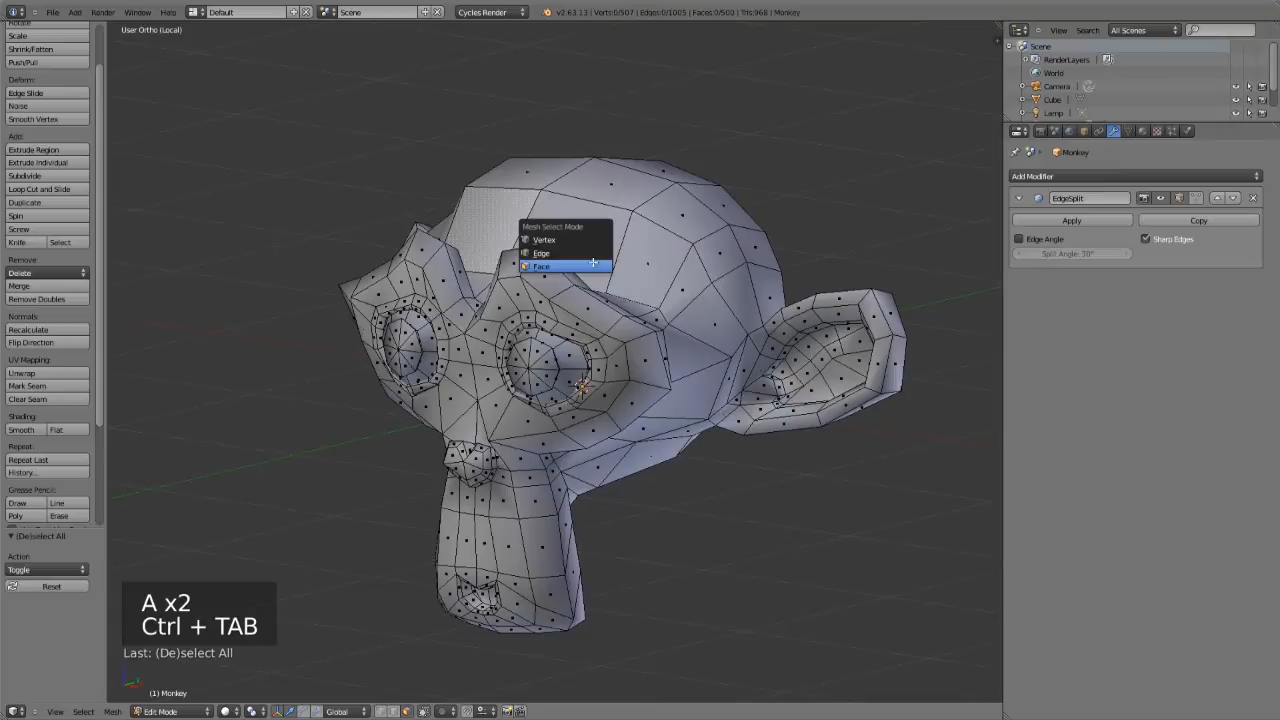 File Add Render Window Help Default Scene Cycles Render v2.63.13 | Verts:0/507 | Edges:0/1005 | Faces:0/500 | Tris:968 | Monkey
User Ortho (Local)
Rotate
Scale
Shrink/Fatten
Push/Pull
Deform:
Edge Slide
Noise
Smooth Vertex
Add:
Extrude Region
Extrude Individual
Subdivide
Loop Cut and Slide
Duplicate
Spin
Screw
Knife Select
Remove:
Delete
Merge
Remove Doubles
Normals:
Recalculate
Flip Direction
UV Mapping:
Unwrap
Mark Seam
Clear Seam
Shading:
Smooth Flat
Repeat:
Repeat Last
History...
Grease Pencil:
Draw Line
Poly Erase
(De)select All
Action
Toggle
Reset
Mesh Select Mode
Vertex
Edge
Face
A x2
Ctrl + TAB
Last: (De)select All
(1) Monkey
View Select Mesh Edit Mode Global
View Search All Scenes
Scene
RenderLayers
World
Camera
Cube
Lamp
Monkey
Add Modifier
EdgeSplit
Apply Copy
Edge Angle Sharp Edges
Split Angle: 30°